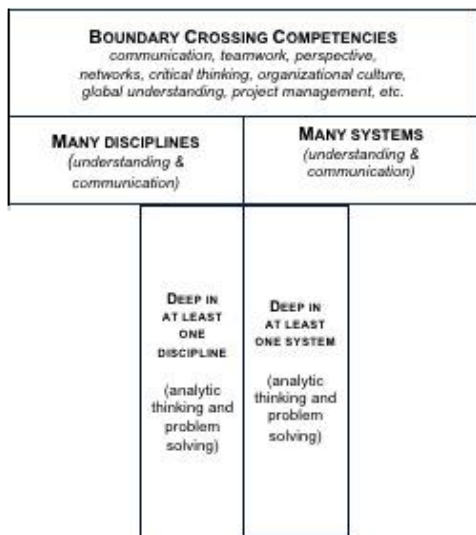 BOUNDARY CROSSING COMPETENCIES
communication, teamwork, perspective,
networks, critical thinking, organizational culture,
global understanding, project management, etc.
MANY DISCIPLINES
(understanding &
communication)
MANY SYSTEMS
(understanding &
communication)
DEEP IN
AT LEAST
ONE
DISCIPLINE
(analytic
thinking and
problem
solving)
DEEP IN
AT LEAST
ONE SYSTEM
(analytic
thinking and
problem
solving)